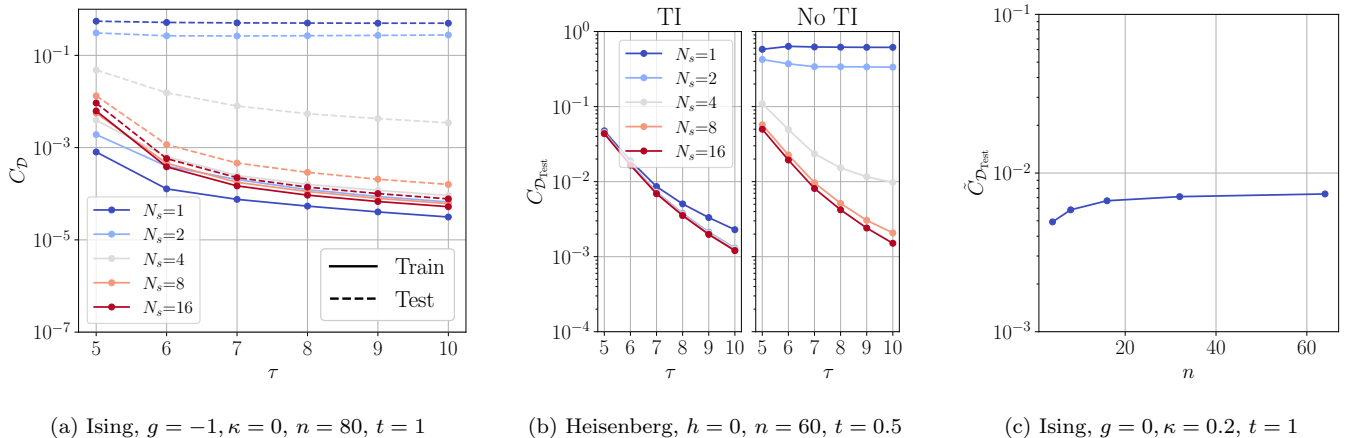 C_D
10^{-1}
10^{-3}
10^{-5}
10^{-7}
N_s=1
N_s=2
N_s=4
N_s=8
N_s=16
Train
Test
5 6 7 8 9 10
τ
(a) Ising, g = −1, κ = 0, n = 80, t = 1
TI No TI
C_{D_Test}
10^0
10^{-1}
10^{-2}
10^{-3}
10^{-4}
N_s=1
N_s=2
N_s=4
N_s=8
N_s=16
5 6 7 8 9 10 5 6 7 8 9 10
τ τ
(b) Heisenberg, h = 0, n = 60, t = 0.5
C̃_{D_Test}
10^{-1}
10^{-2}
10^{-3}
20 40 60
n
(c) Ising, g = 0, κ = 0.2, t = 1